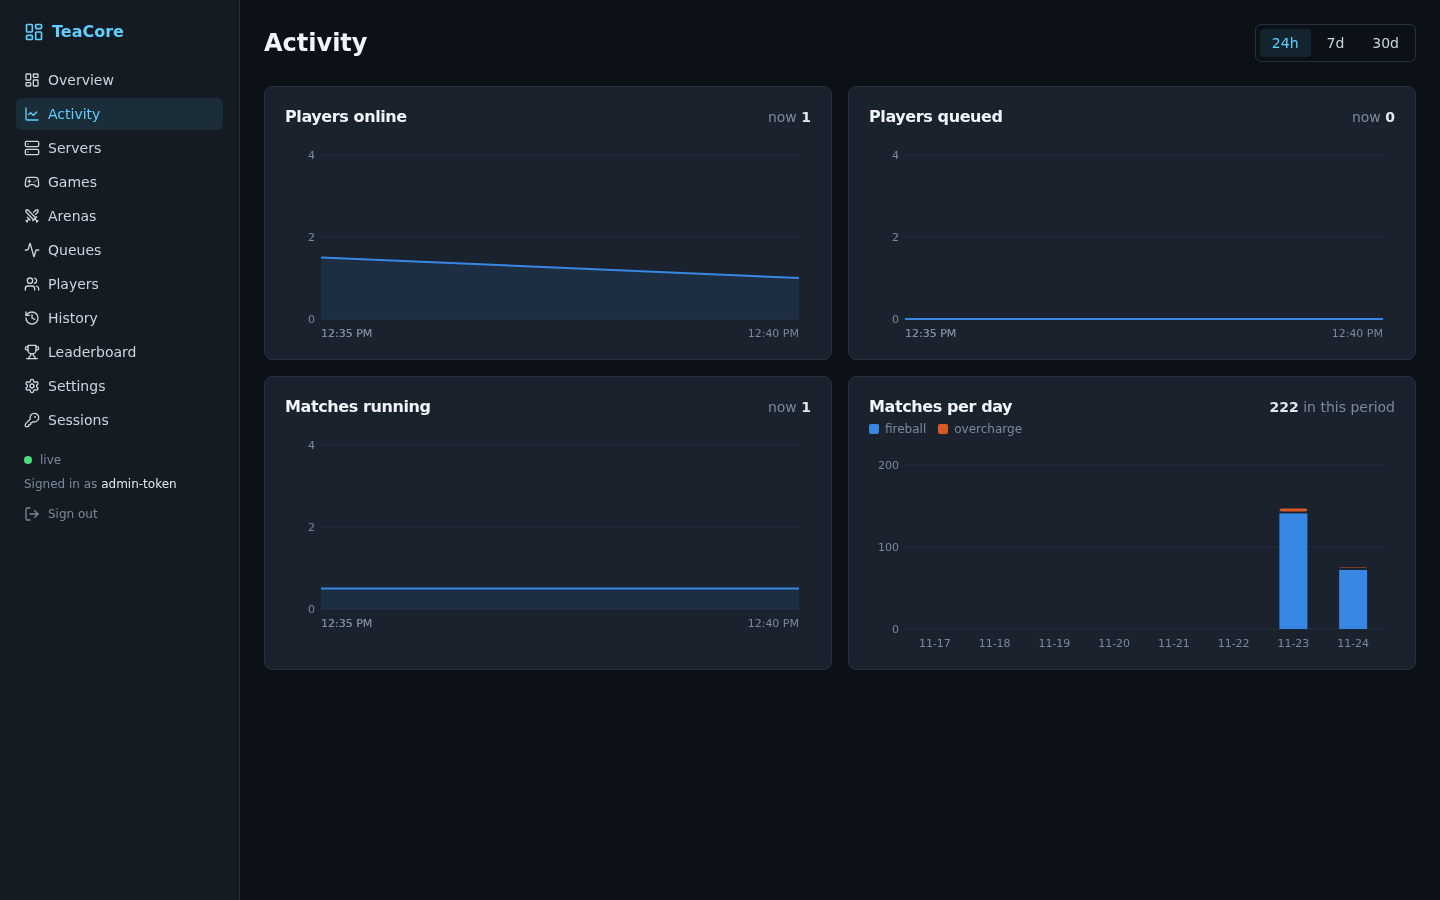 TeaCore
Overview
Activity
Servers
Games
Arenas
Queues
Players
History
Leaderboard
Settings
Sessions
live
Signed in as admin-token
Sign out
Activity
24h 7d 30d
Players online now 1
4
2
0
12:35 PM 12:40 PM
Players queued now 0
4
2
0
12:35 PM 12:40 PM
Matches running now 1
4
2
0
12:35 PM 12:40 PM
Matches per day 222 in this period
fireball overcharge
200
100
0
11-17 11-18 11-19 11-20 11-21 11-22 11-23 11-24